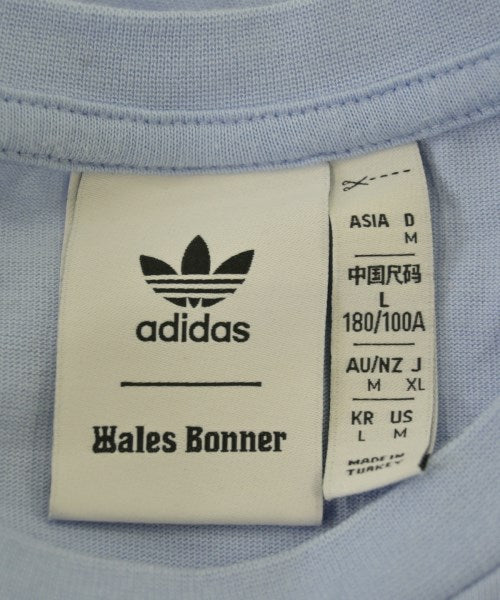 adidas
Wales Bonner
ASIA D
M
中国尺码
L
180/100A
AU/NZ J
M XL
KR US
L M
MADE IN
TURKEY